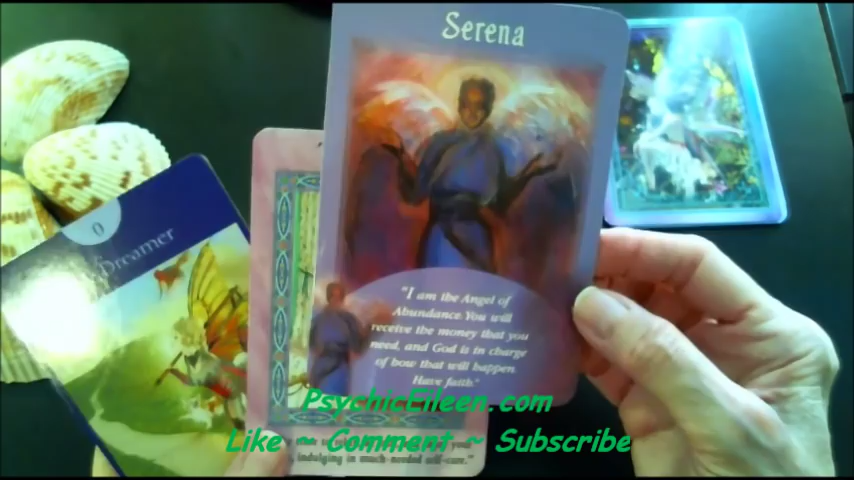 Serena
0
Dreamer
"I am the Angel of
Abundance. You will
receive the money that you
need, and God is in charge
of how that will happen.
Have faith."
PsychicEileen.com
Like ~ Comment ~ Subscribe
indulging in much-needed self-care."